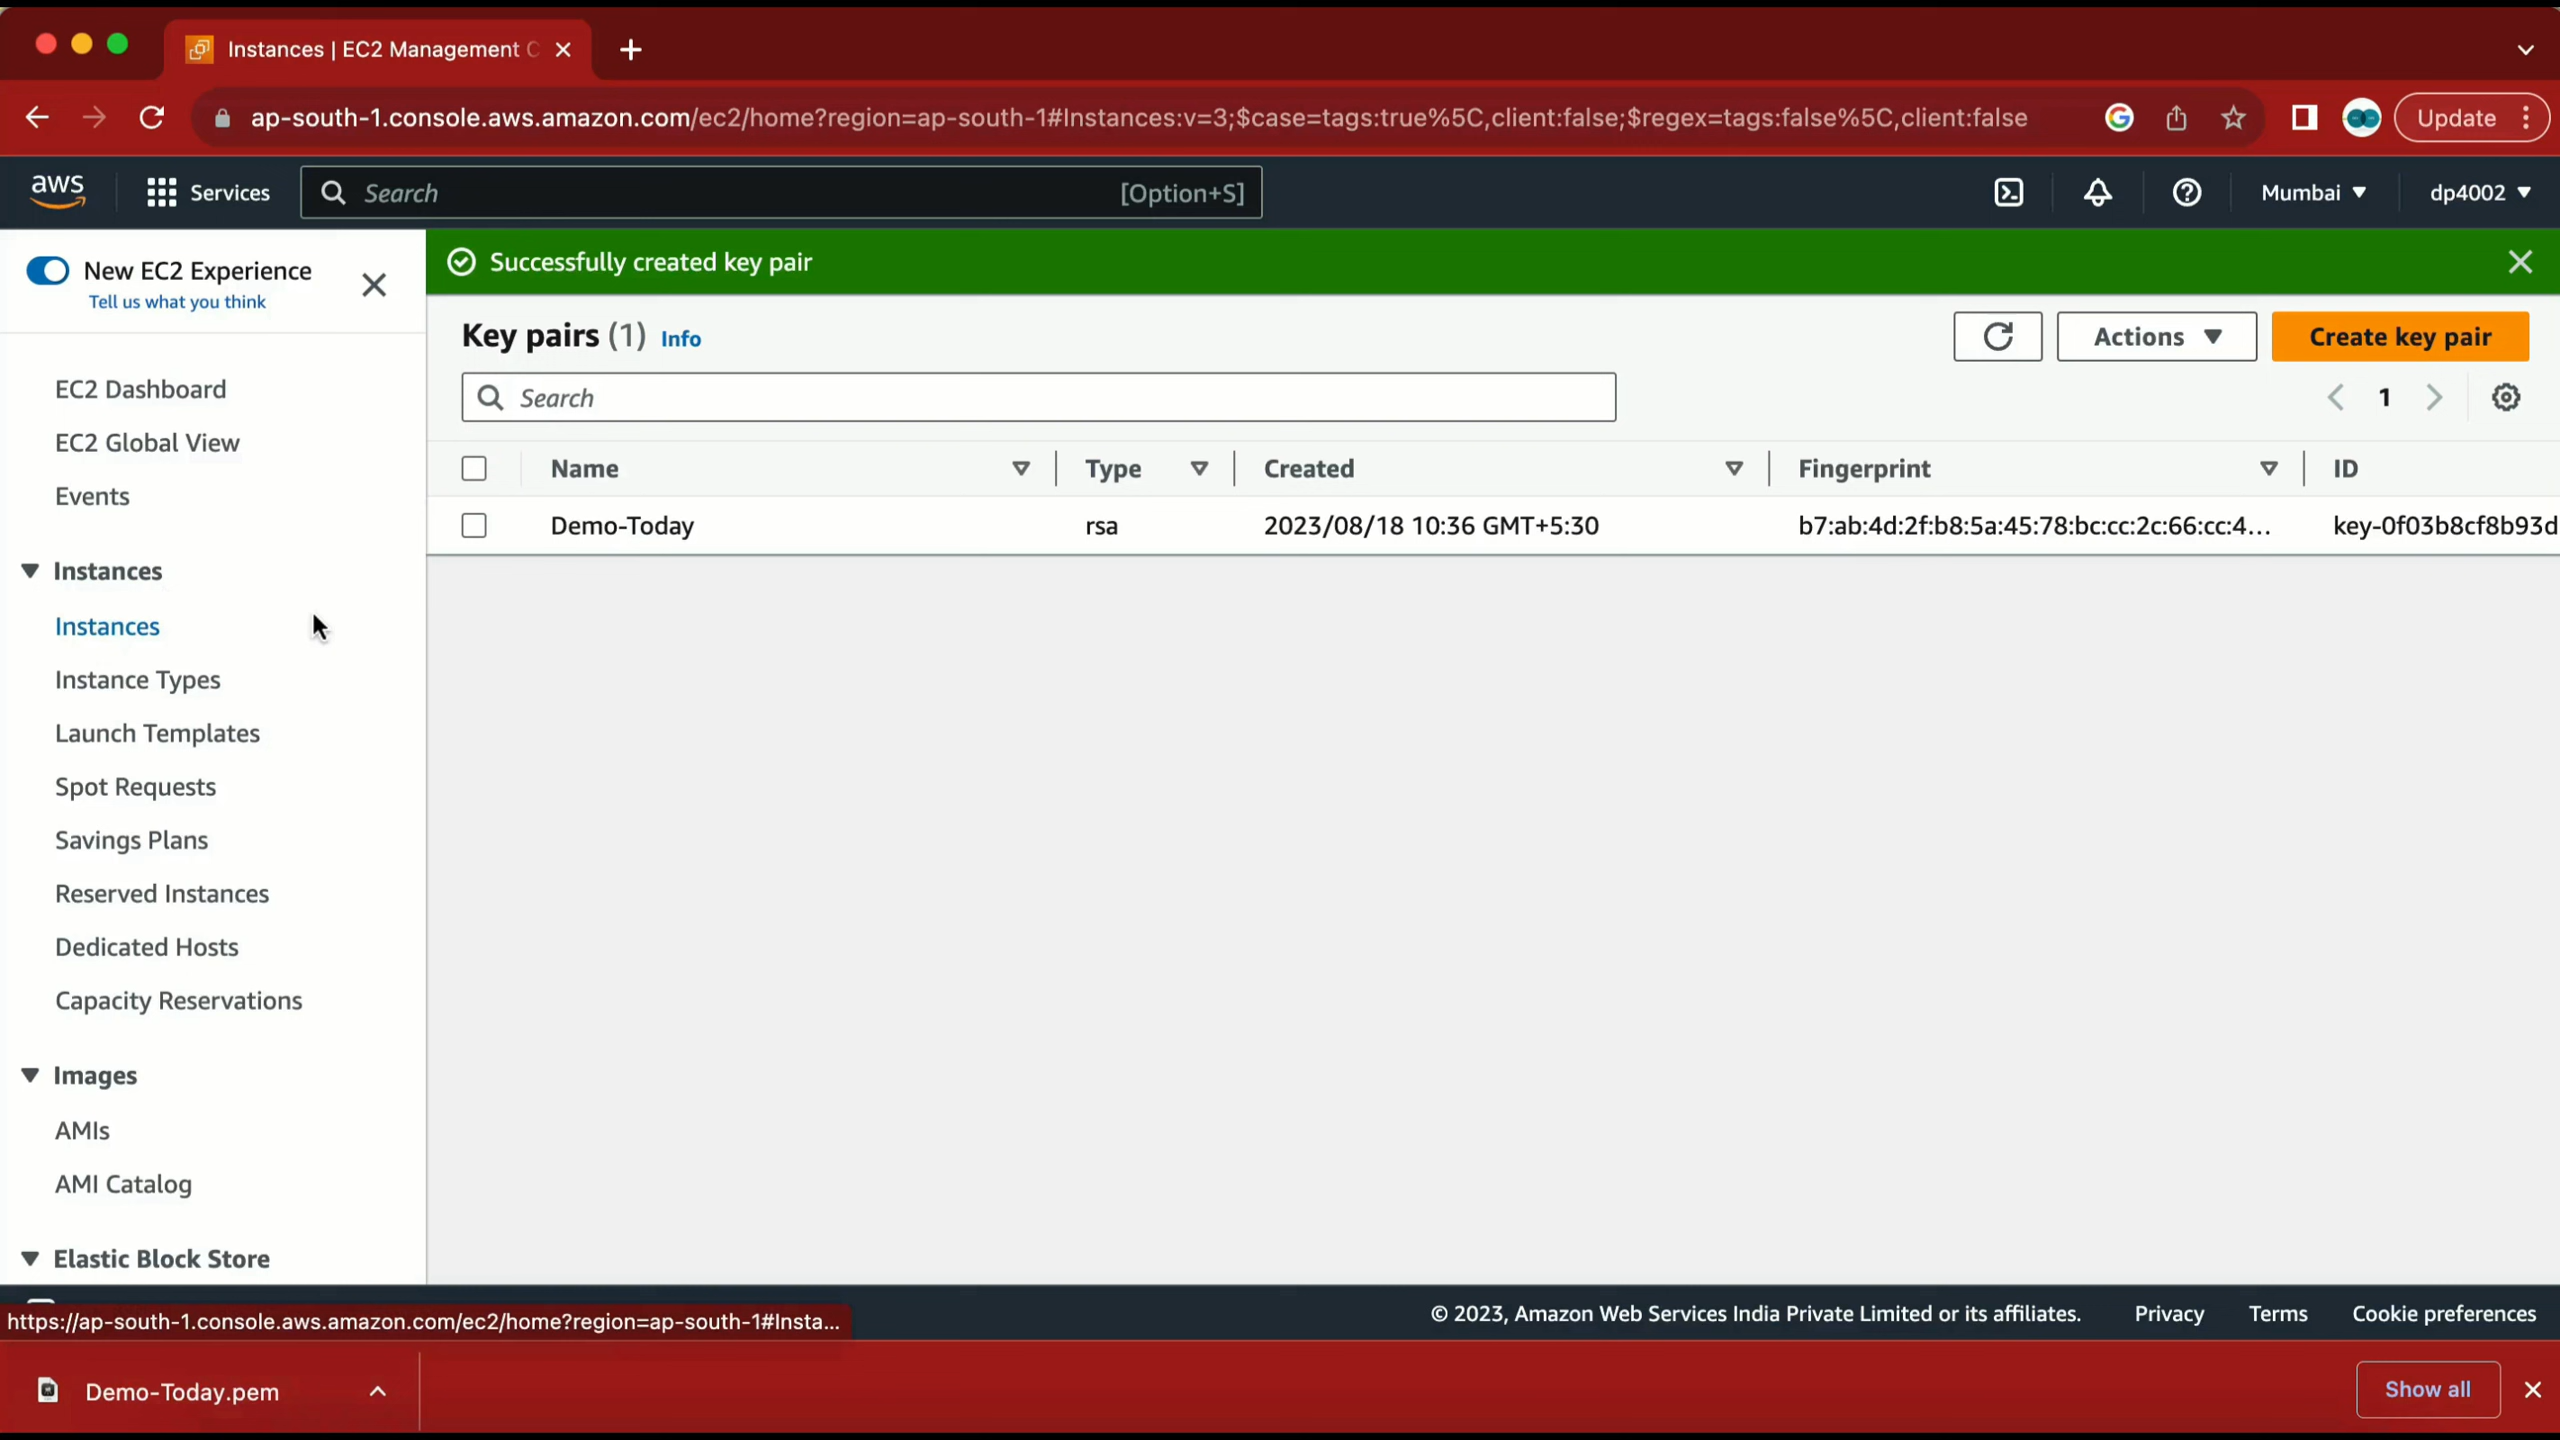 Instances | EC2 Management C
ap-south-1.console.aws.amazon.com/ec2/home?region=ap-south-1#Instances:v=3;$case=tags:true%5C,client:false;$regex=tags:false%5C,client:false
Update
aws
Services
Search
[Option+S]
Mumbai
dp4002
New EC2 Experience
Tell us what you think
EC2 Dashboard
EC2 Global View
Events
Instances
Instances
Instance Types
Launch Templates
Spot Requests
Savings Plans
Reserved Instances
Dedicated Hosts
Capacity Reservations
Images
AMIs
AMI Catalog
Elastic Block Store
Successfully created key pair
Key pairs (1) Info
Actions
Create key pair
Search
1
Name Type Created Fingerprint ID
Demo-Today rsa 2023/08/18 10:36 GMT+5:30 b7:ab:4d:2f:b8:5a:45:78:bc:cc:2c:66:cc:4... key-0f03b8cf8b93d
https://ap-south-1.console.aws.amazon.com/ec2/home?region=ap-south-1#Insta...
© 2023, Amazon Web Services India Private Limited or its affiliates. Privacy Terms Cookie preferences
Demo-Today.pem
Show all